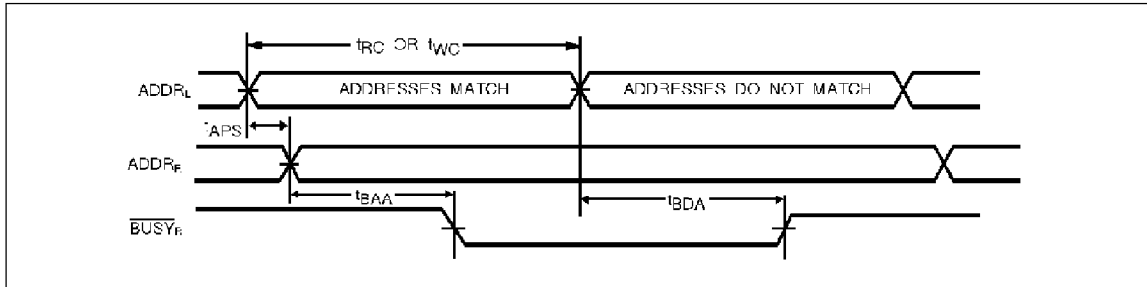 tRC OR tWC
ADDRL ADDRESSES MATCH ADDRESSES DO NOT MATCH
tAPS
ADDRR
tBAA tBDA
BUSYR